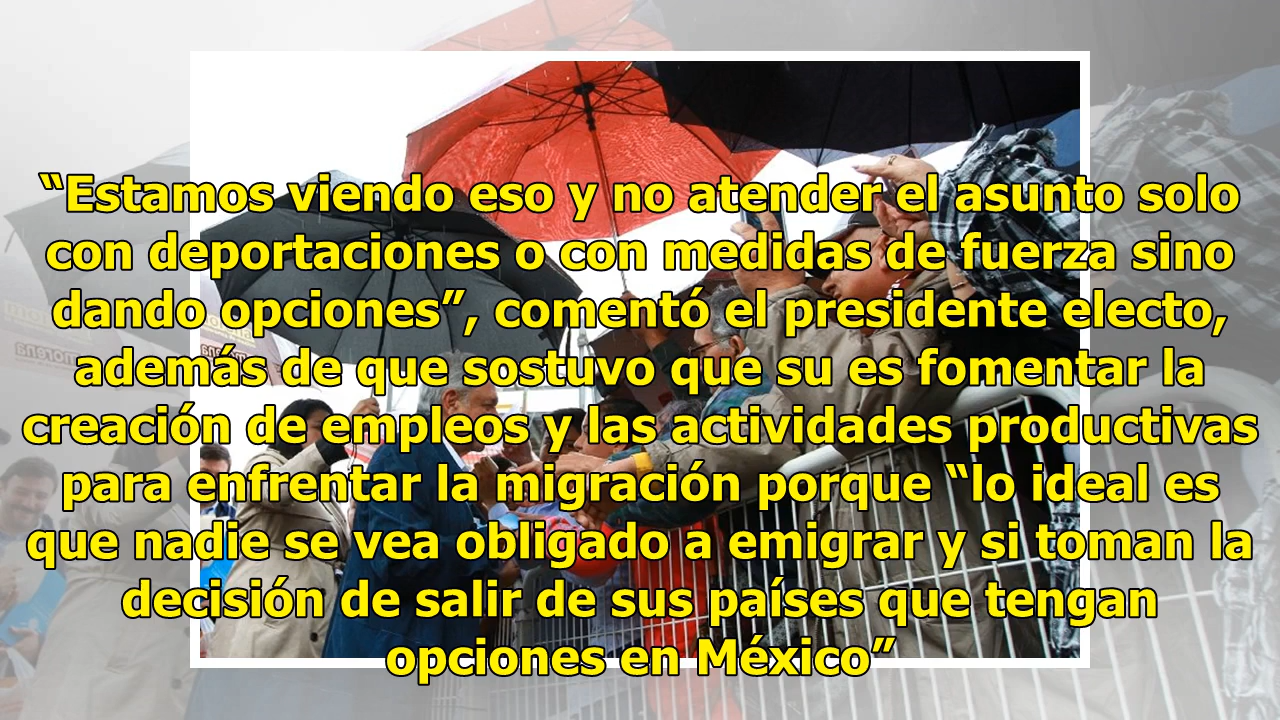 “Estamos viendo eso y no atender el asunto solo
con deportaciones o con medidas de fuerza sino
dando opciones”, comentó el presidente electo,
además de que sostuvo que su es fomentar la
creación de empleos y las actividades productivas
para enfrentar la migración porque “lo ideal es
que nadie se vea obligado a emigrar y si toman la
decisión de salir de sus países que tengan
opciones en México”
morena